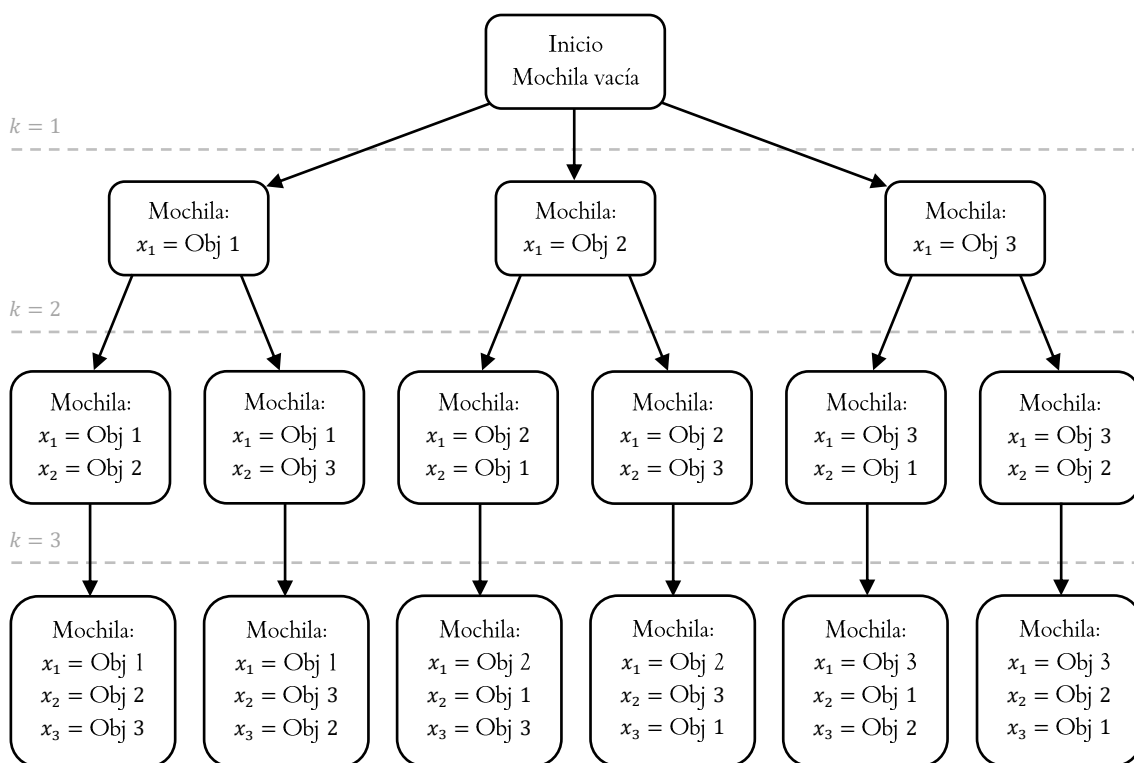 Inicio
Mochila vacía
k = 1
Mochila:
x₁ = Obj 1
Mochila:
x₁ = Obj 2
Mochila:
x₁ = Obj 3
k = 2
Mochila:
x₁ = Obj 1
x₂ = Obj 2
Mochila:
x₁ = Obj 1
x₂ = Obj 3
Mochila:
x₁ = Obj 2
x₂ = Obj 1
Mochila:
x₁ = Obj 2
x₂ = Obj 3
Mochila:
x₁ = Obj 3
x₂ = Obj 1
Mochila:
x₁ = Obj 3
x₂ = Obj 2
k = 3
Mochila:
x₁ = Obj 1
x₂ = Obj 2
x₃ = Obj 3
Mochila:
x₁ = Obj 1
x₂ = Obj 3
x₃ = Obj 2
Mochila:
x₁ = Obj 2
x₂ = Obj 1
x₃ = Obj 3
Mochila:
x₁ = Obj 2
x₂ = Obj 3
x₃ = Obj 1
Mochila:
x₁ = Obj 3
x₂ = Obj 1
x₃ = Obj 2
Mochila:
x₁ = Obj 3
x₂ = Obj 2
x₃ = Obj 1